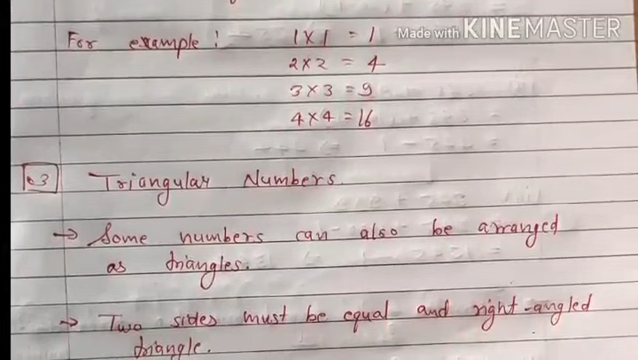 For example : 1 x 1 = 1
Made with KINEMASTER
2 x 2 = 4
3 x 3 = 9
4 x 4 = 16
.3 Triangular Numbers.
→ Some numbers can also be arranged
as triangles.
→ Two sides must be equal and right-angled
triangle.